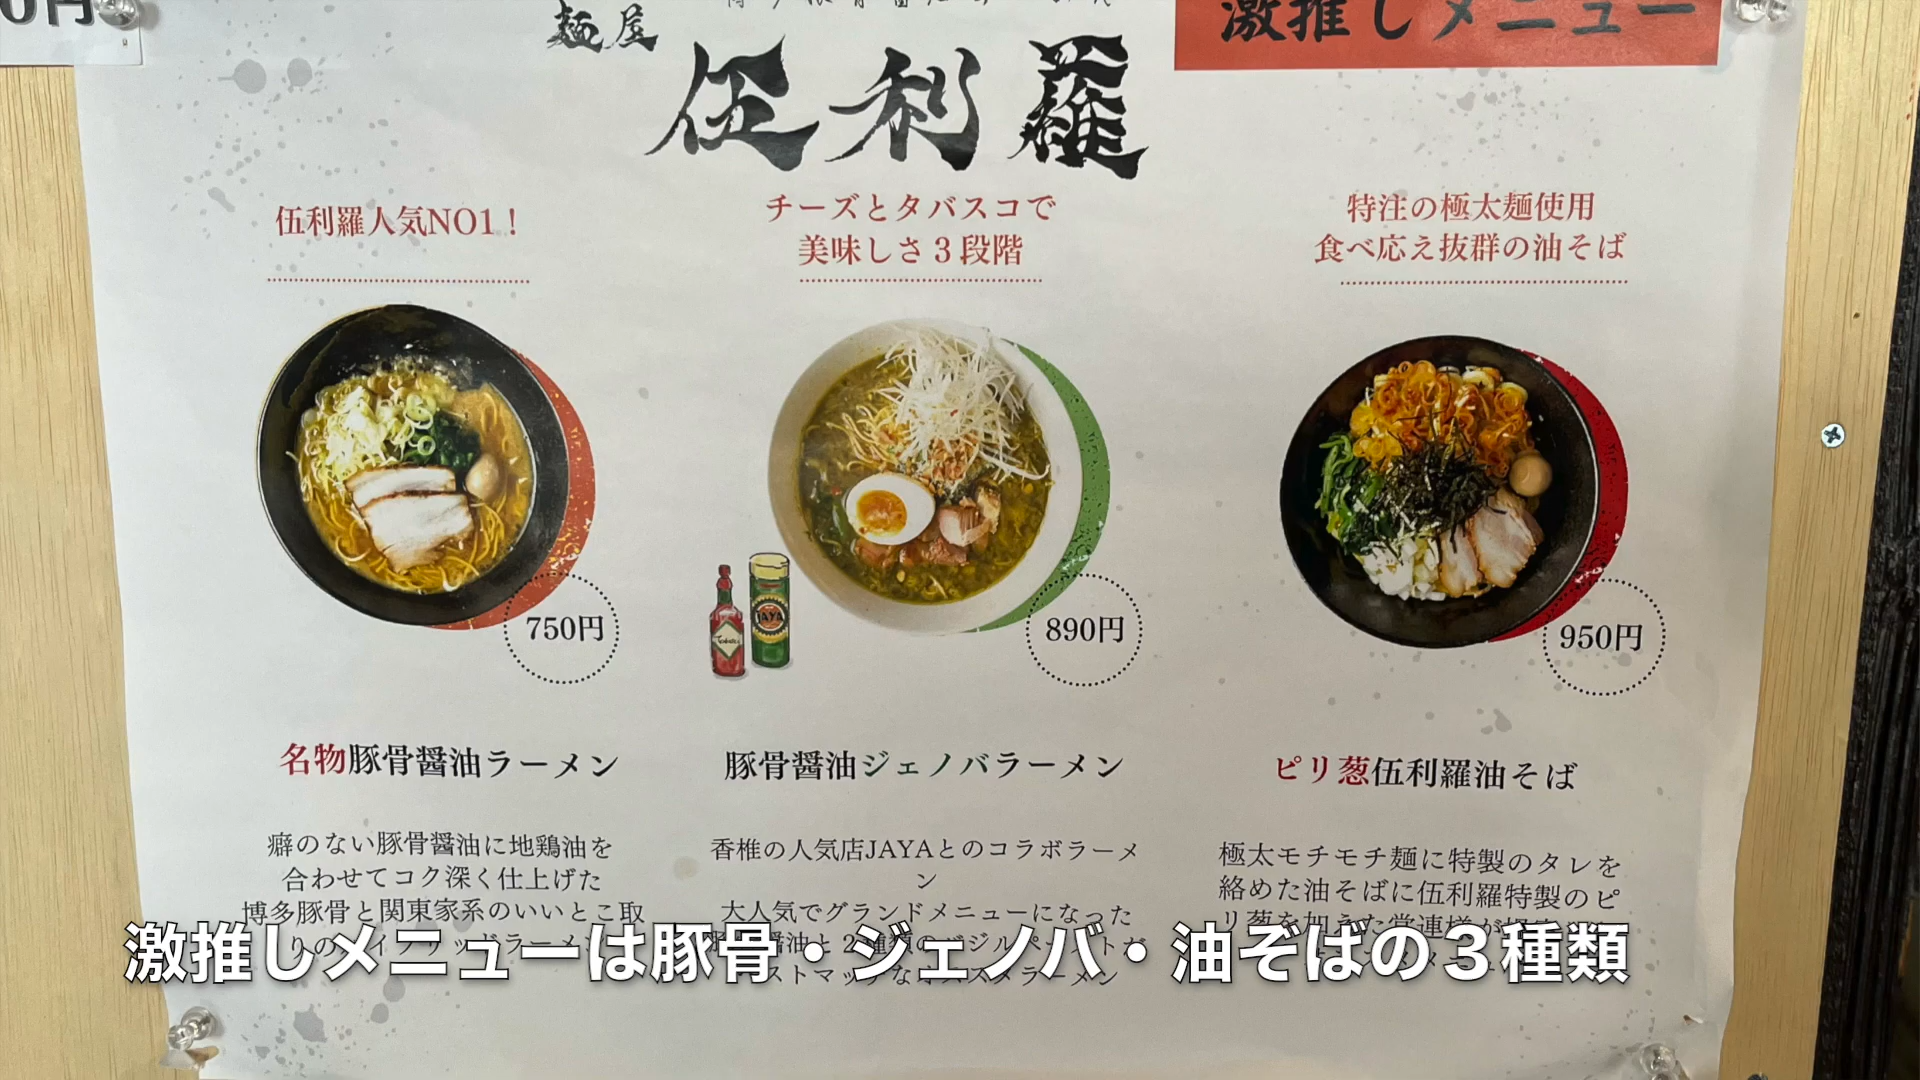 0円
麺屋
伍利羅
激推しメニュー
伍利羅人気NO1！
チーズとタバスコで
美味しさ３段階
特注の極太麺使用
食べ応え抜群の油そば
JAYA
750円
890円
950円
名物豚骨醤油ラーメン
豚骨醤油ジェノバラーメン
ピリ葱伍利羅油そば
癖のない豚骨醤油に地鶏油を
合わせてコク深く仕上げた
博多豚骨と関東家系のいいとこ取
香椎の人気店JAYAとのコラボラーメ
ン
大人気でグランドメニューになった
極太モチモチ麺に特製のタレを
絡めた油そばに伍利羅特製のピ
激推しメニューは豚骨・ジェノバ・油ぞばの３種類